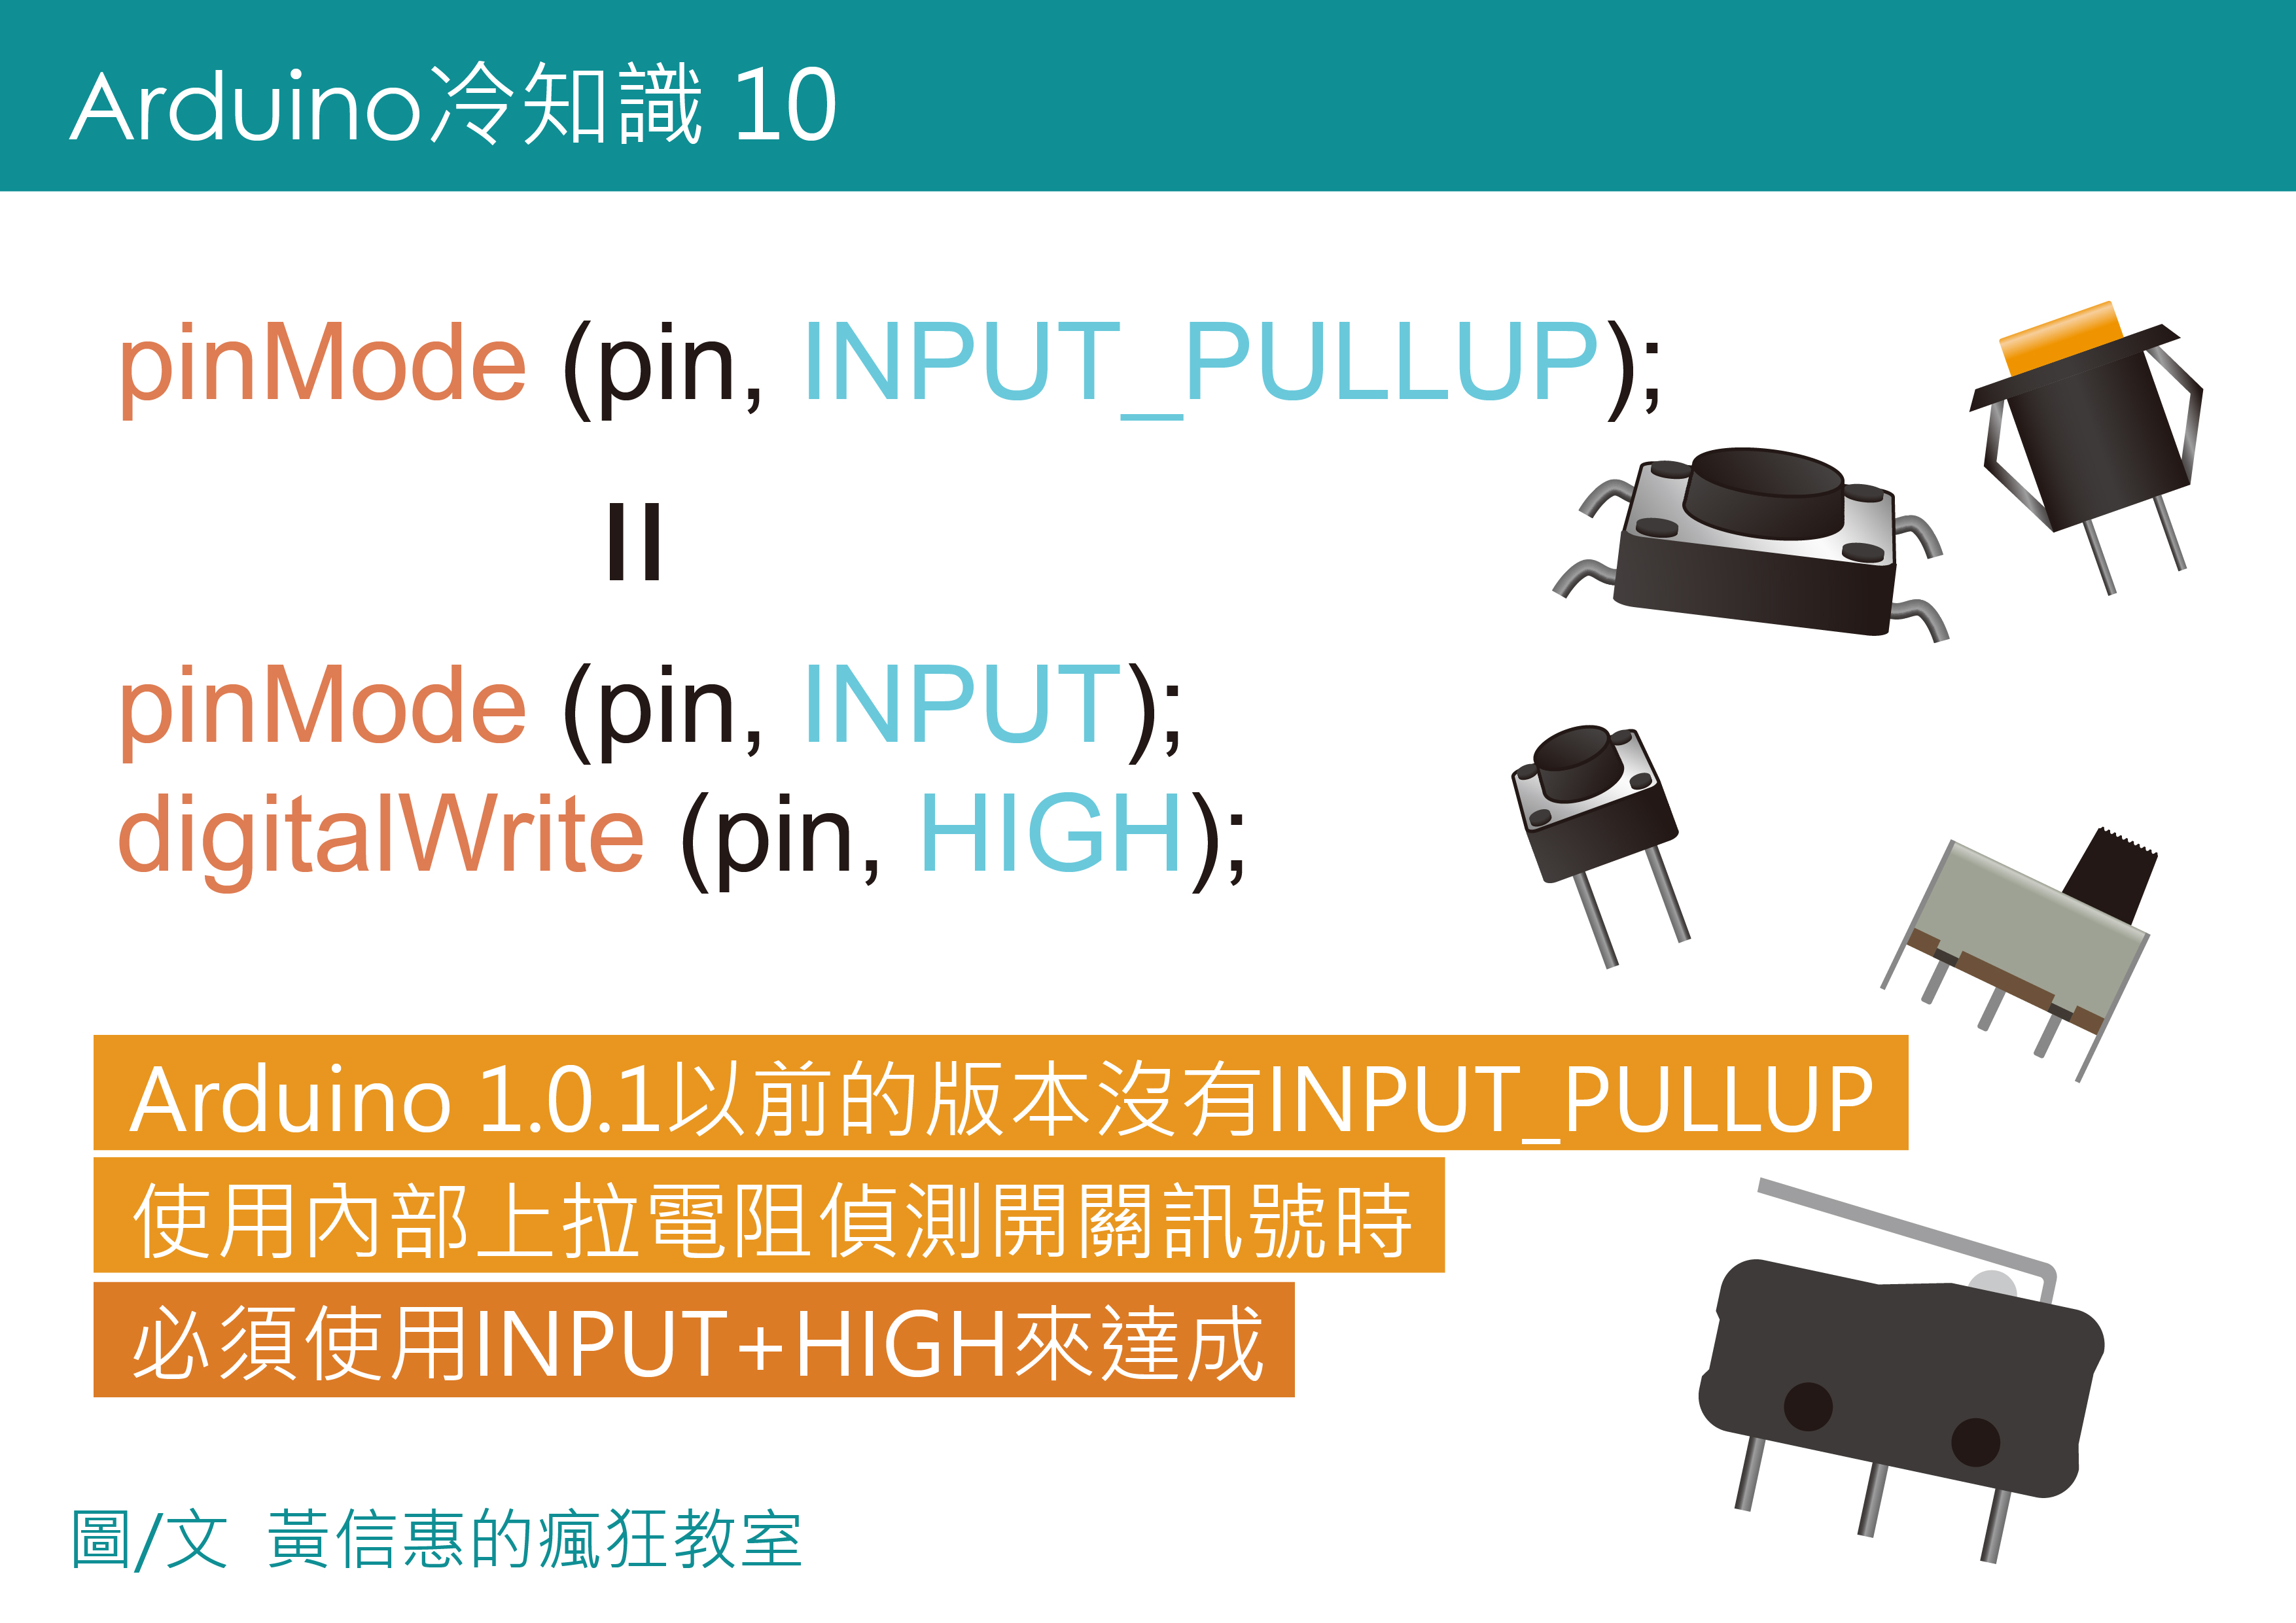 Arduino冷知識 10
pinMode (pin, INPUT_PULLUP);
=
pinMode (pin, INPUT);
digitalWrite (pin, HIGH);
Arduino 1.0.1以前的版本沒有INPUT_PULLUP
使用內部上拉電阻偵測開關訊號時
必須使用INPUT+HIGH來達成
圖/文 黃信惠的瘋狂教室